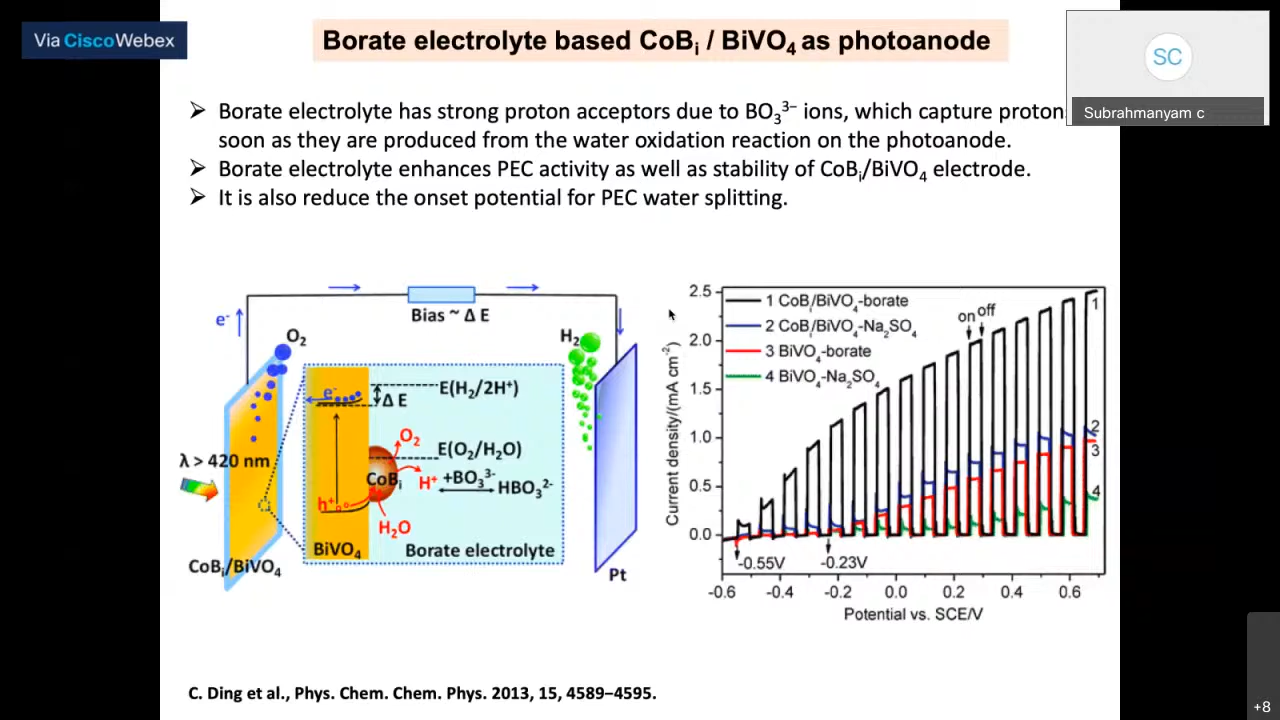 Via Cisco Webex
Borate electrolyte based CoBi / BiVO4 as photoanode
SC
Subrahmanyam c
➢ Borate electrolyte has strong proton acceptors due to BO3³⁻ ions, which capture proton
soon as they are produced from the water oxidation reaction on the photoanode.
➢ Borate electrolyte enhances PEC activity as well as stability of CoBi/BiVO4 electrode.
➢ It is also reduce the onset potential for PEC water splitting.
Bias ~ Δ E
e⁻
O2
H2
e⁻
Δ E
E(H2/2H⁺)
λ > 420 nm
O2
E(O2/H2O)
CoBi
H⁺ +BO3³⁻
HBO3²⁻
h⁺
H2O
BiVO4
Borate electrolyte
CoBi/BiVO4
Pt
2.5
2.0
1.5
1.0
0.5
0.0
Current density/(mA cm⁻²)
1 CoBi/BiVO4-borate
2 CoBi/BiVO4-Na2SO4
3 BiVO4-borate
4 BiVO4-Na2SO4
on off
1
2
3
4
-0.55V
-0.23V
-0.6 -0.4 -0.2 0.0 0.2 0.4 0.6
Potential vs. SCE/V
C. Ding et al., Phys. Chem. Chem. Phys. 2013, 15, 4589–4595.
+8